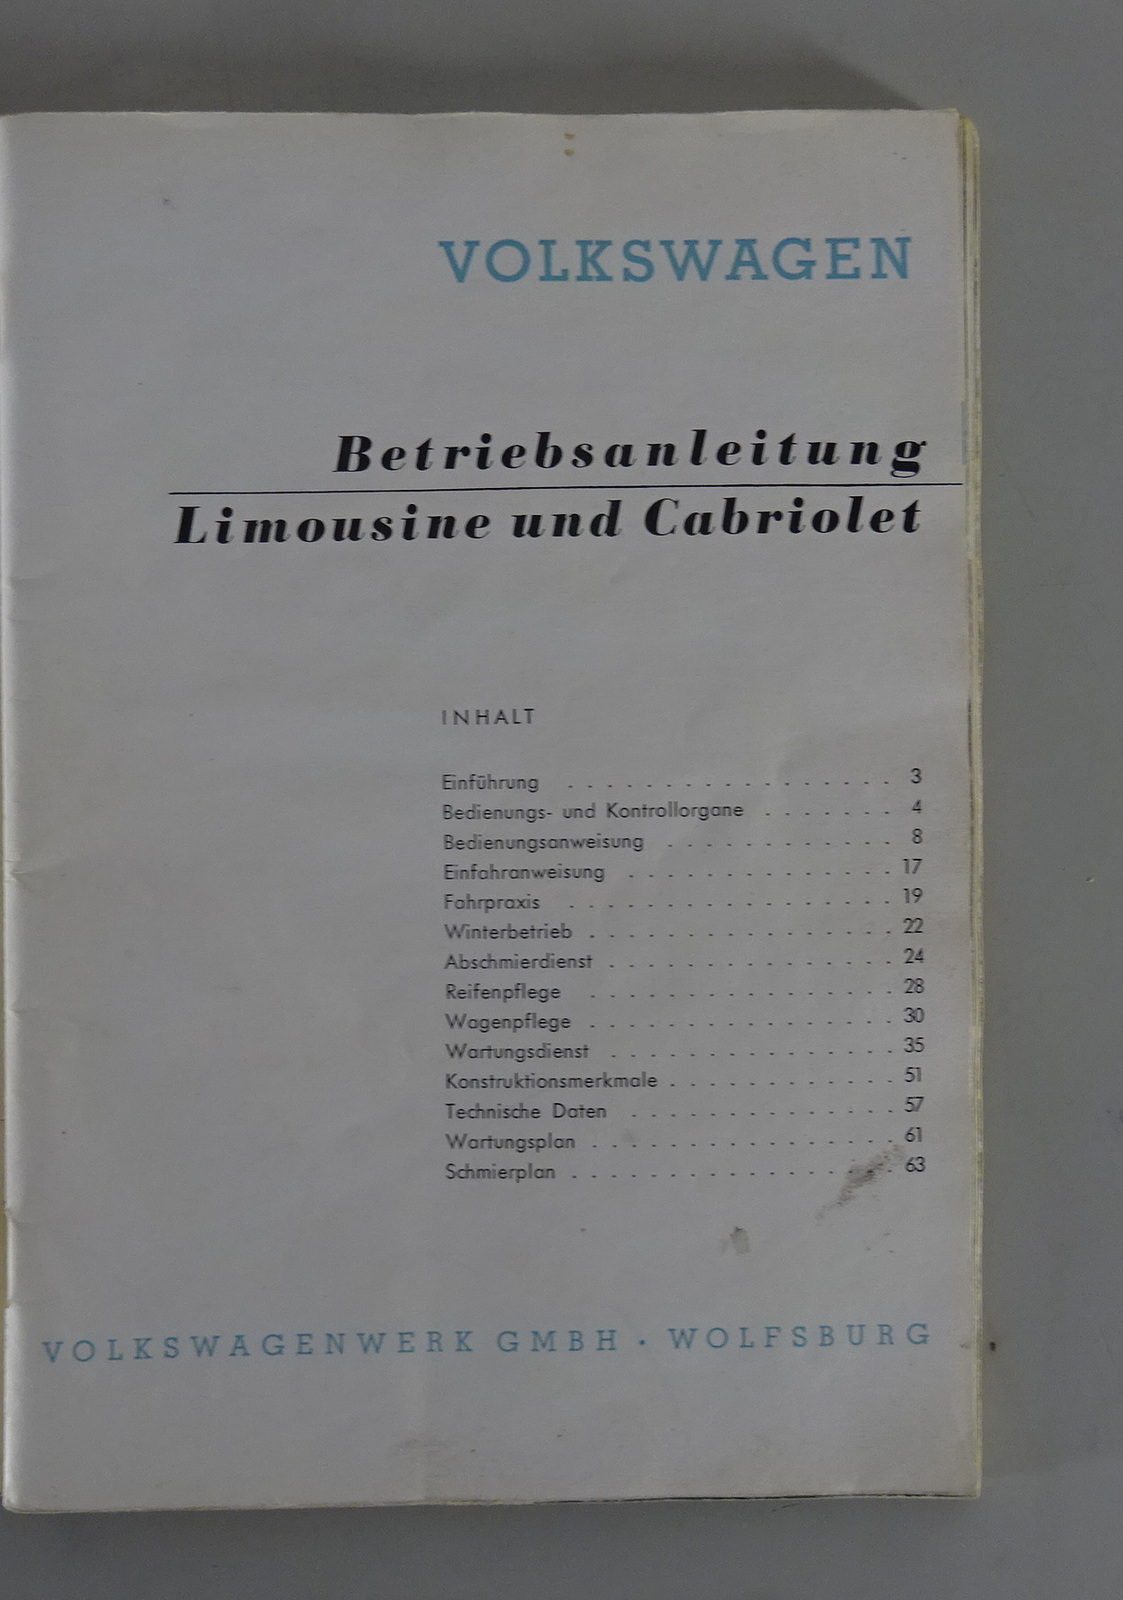 VOLKSWAGEN
Betriebsanleitung
Limousine und Cabriolet
INHALT
Einführung . . . . . . . . . . . . . . . . . 3
Bedienungs- und Kontrollorgane . . . . . . . 4
Bedienungsanweisung . . . . . . . . . . . . 8
Einfahranweisung . . . . . . . . . . . . . . 17
Fahrpraxis . . . . . . . . . . . . . . . . . 19
Winterbetrieb . . . . . . . . . . . . . . . . 22
Abschmierdienst . . . . . . . . . . . . . . . 24
Reifenpflege . . . . . . . . . . . . . . . . 28
Wagenpflege . . . . . . . . . . . . . . . . 30
Wartungsdienst . . . . . . . . . . . . . . . 35
Konstruktionsmerkmale . . . . . . . . . . . . 51
Technische Daten . . . . . . . . . . . . . . 57
Wartungsplan . . . . . . . . . . . . . . . . 61
Schmierplan . . . . . . . . . . . . . . . . . 63
VOLKSWAGENWERK GMBH · WOLFSBURG